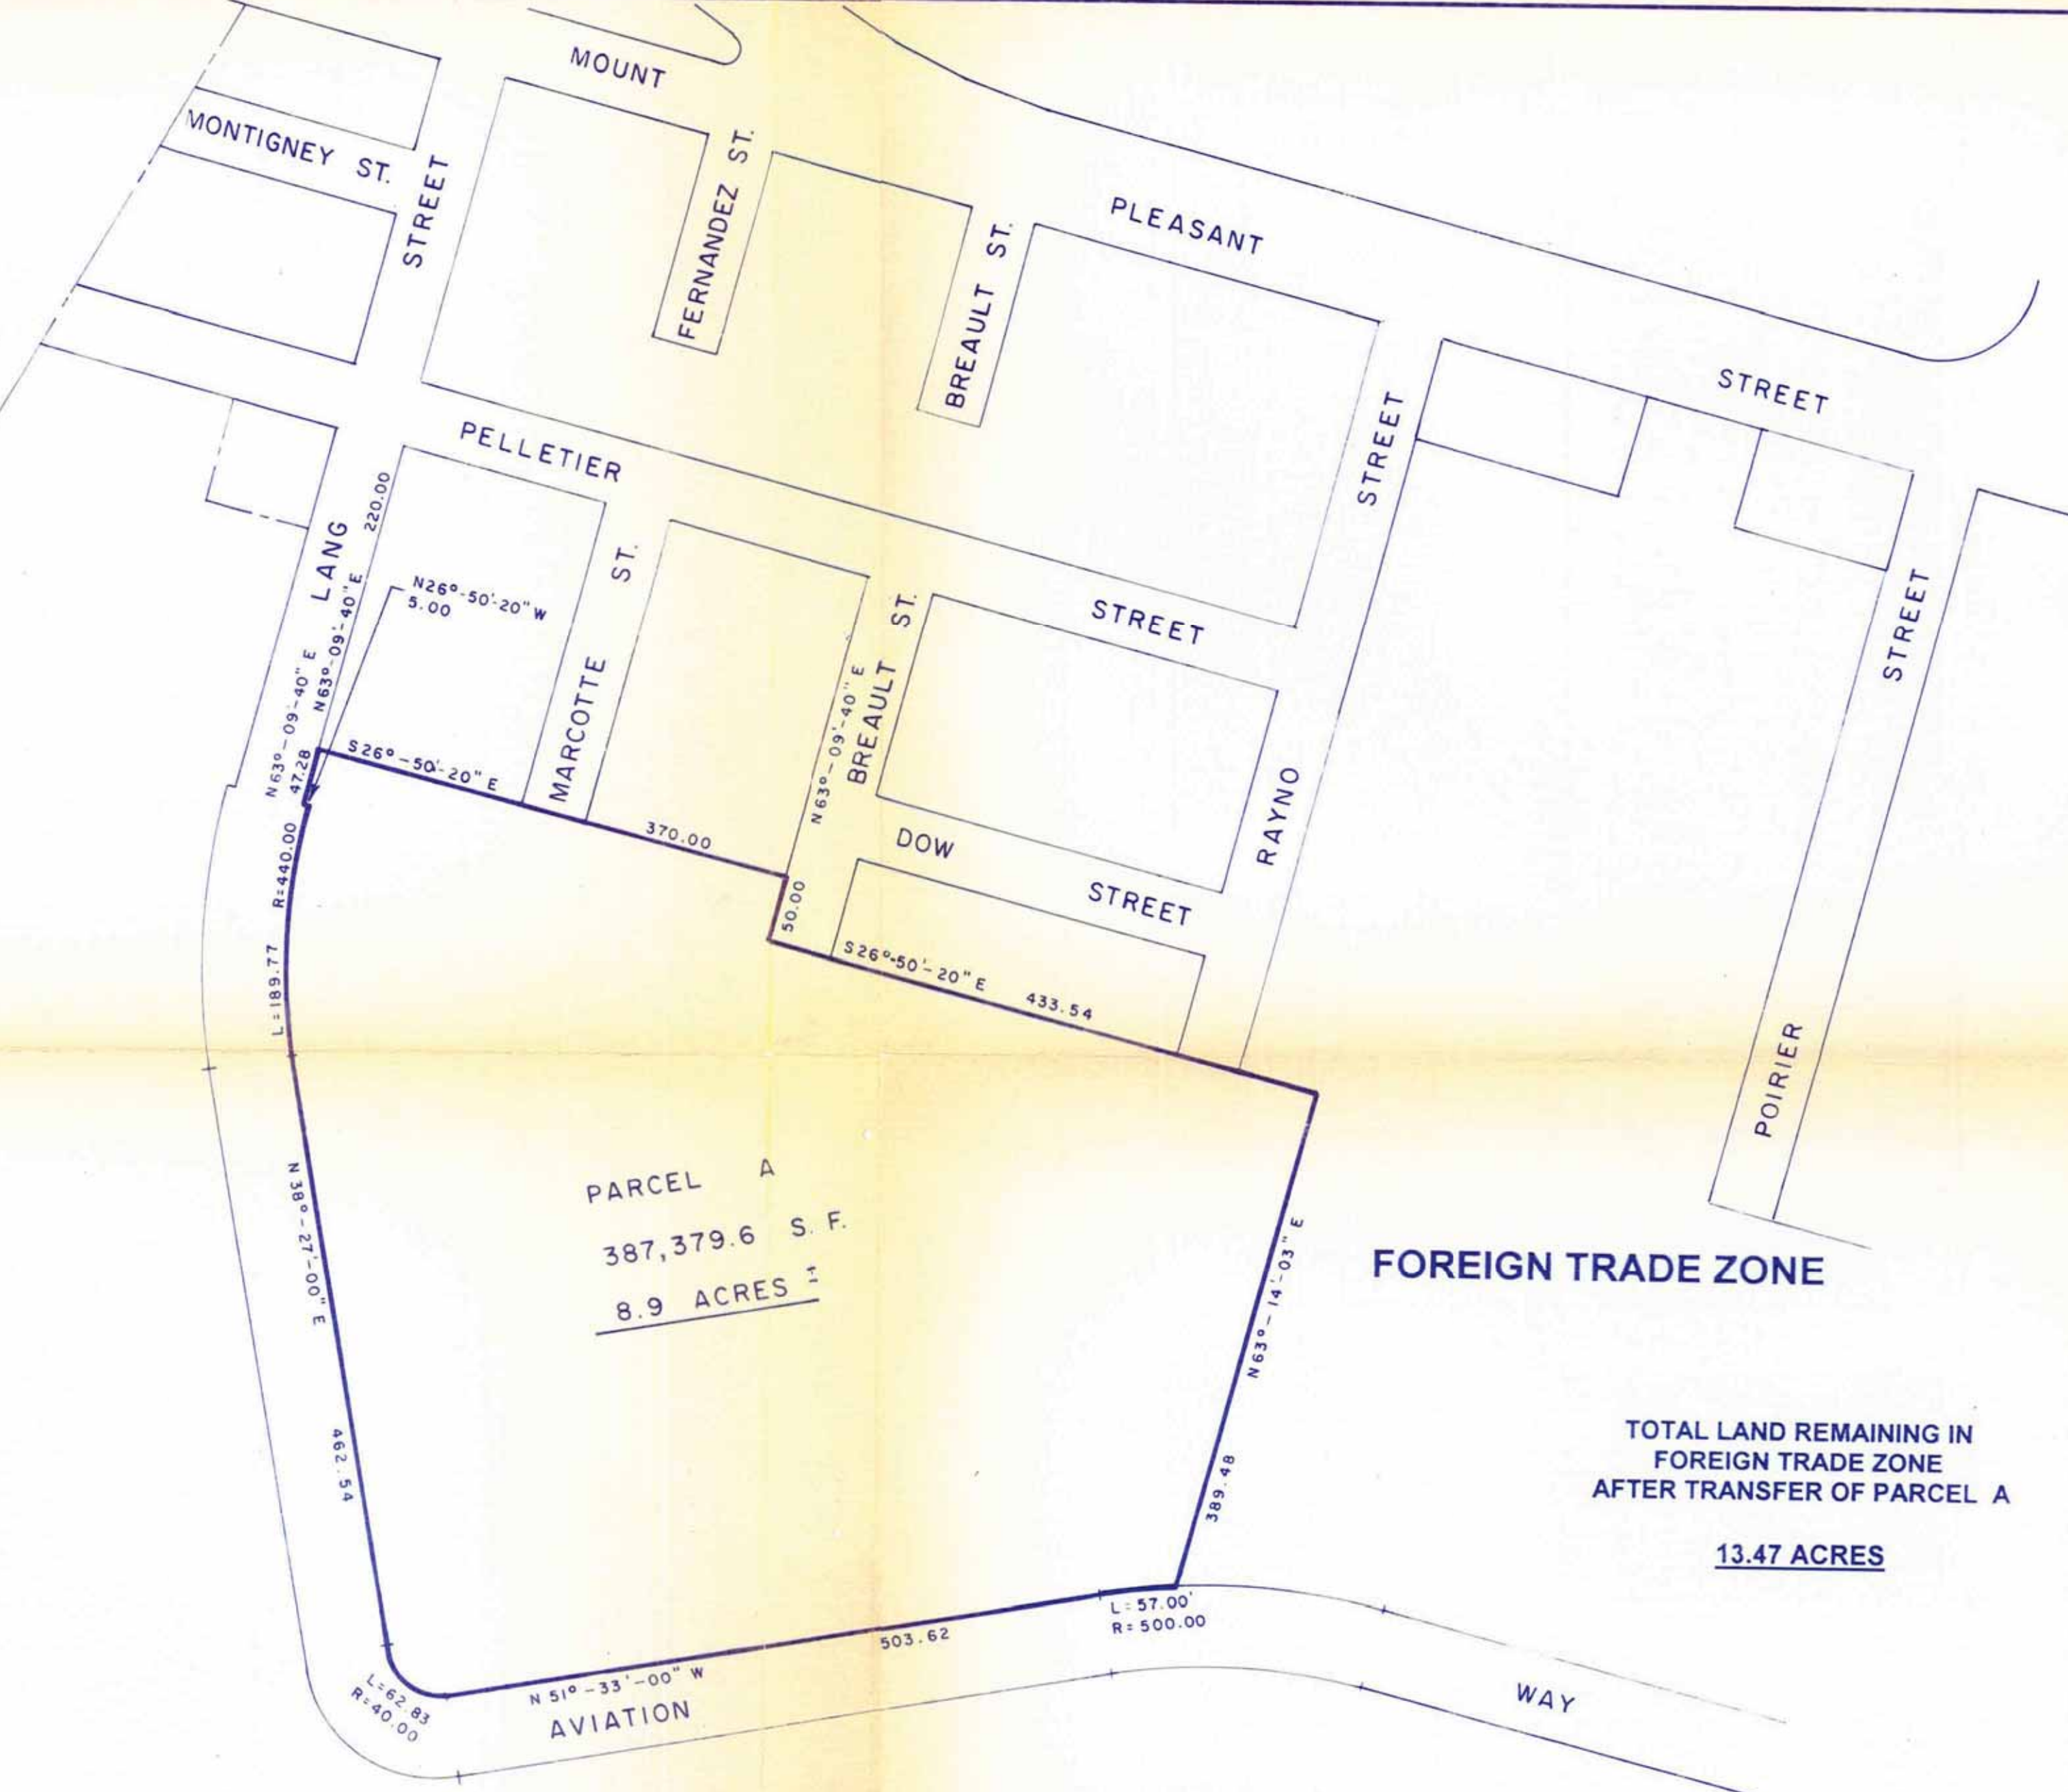 MOUNT
PLEASANT
STREET
MONTIGNEY ST.
STREET
FERNANDEZ ST.
BREAULT ST.
STREET
STREET
PELLETIER
STREET
LANG
220.00
N63°-09'-40"E
N26°-50'-20"W
5.00
N63°-09'-40"E
47.28
MARCOTTE ST.
BREAULT ST.
N63°-09'-40"E
S26°-50'-20"E
370.00
50.00
DOW
STREET
RAYNO
POIRIER
S26°-50'-20"E 433.54
R=440.00
L=189.77
N38°-27'-00"E
462.54
PARCEL A
387,379.6 S. F.
8.9 ACRES ±
N63°-14'-03"E
389.48
FOREIGN TRADE ZONE
TOTAL LAND REMAINING IN
FOREIGN TRADE ZONE
AFTER TRANSFER OF PARCEL A
13.47 ACRES
L=57.00'
R=500.00
503.62
N 51°-33'-00" W
L=62.83
R=40.00
AVIATION
WAY